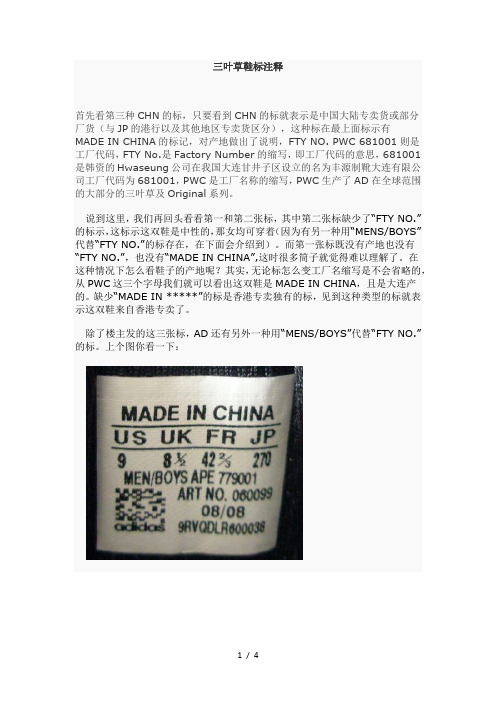 三叶草鞋标注释
首先看第三种 CHN 的标，只要看到 CHN 的标就表示是中国大陆专卖货或部分
厂货（与 JP 的港行以及其他地区专卖货区分），这种标在最上面标示有
MADE IN CHINA 的标记，对产地做出了说明，FTY NO. PWC 681001 则是
工厂代码，FTY No.是 Factory Number 的缩写，即工厂代码的意思，681001
是韩资的 Hwaseung 公司在我国大连甘井子区设立的名为丰源制靴大连有限公
司工厂代码为 681001，PWC 是工厂名称的缩写，PWC 生产了 AD 在全球范围
的大部分的三叶草及 Original 系列。
说到这里，我们再回头看看第一和第二张标，其中第二张标缺少了“FTY NO.”
的标示，这标示这双鞋是中性的，那女均可穿着（因为有另一种用“MENS/BOYS”
代替“FTY NO.”的标存在，在下面会介绍到）。而第一张标既没有产地也没有
“FTY NO.”，也没有“MADE IN CHINA”,这时很多筒子就觉得难以理解了。在
这种情况下怎么看鞋子的产地呢？其实，无论标怎么变工厂名缩写是不会省略的，
从 PWC 这三个字母我们就可以看出这双鞋是 MADE IN CHINA，且是大连产
的。缺少“MADE IN *****”的标是香港专卖独有的标，见到这种类型的标就表
示这双鞋来自香港专卖了。
除了楼主发的这三张标，AD 还有另外一种用“MENS/BOYS”代替“FTY NO.”
的标。上个图你看一下：
MADE IN CHINA
US UK FR JP
9 8½ 42⅔ 270
MEN/BOYS APE 779001
ART NO. 060099
08/08
adidas 9RVQDLR600038
1 / 4